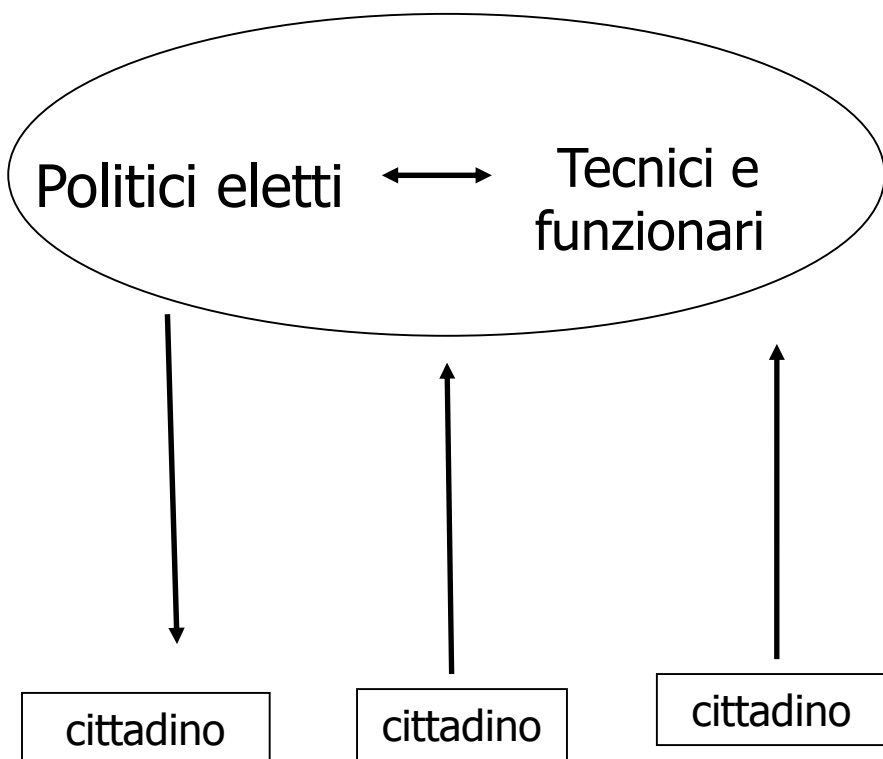 Politici eletti
Tecnici e
funzionari
cittadino
cittadino
cittadino